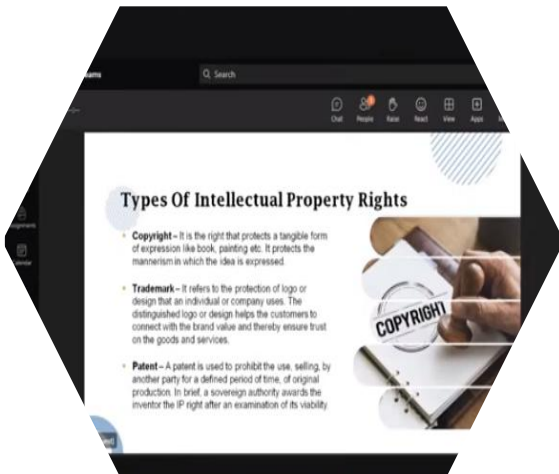 Search
Chat
People
Raise
React
View
Apps
Types Of Intellectual Property Rights
Copyright – It is the right that protects a tangible form
of expression like book, painting etc. It protects the
mannerism in which the idea is expressed.
Trademark – It refers to the protection of logo or
design that an individual or company uses. The
distinguished logo or design helps the customers to
connect with the brand value and thereby ensure trust
on the goods and services.
Patent – A patent is used to prohibit the use, selling, by
another party for a defined period of time, of original
production. In brief, a sovereign authority awards the
inventor the IP right after an examination of its viability
COPYRIGHT